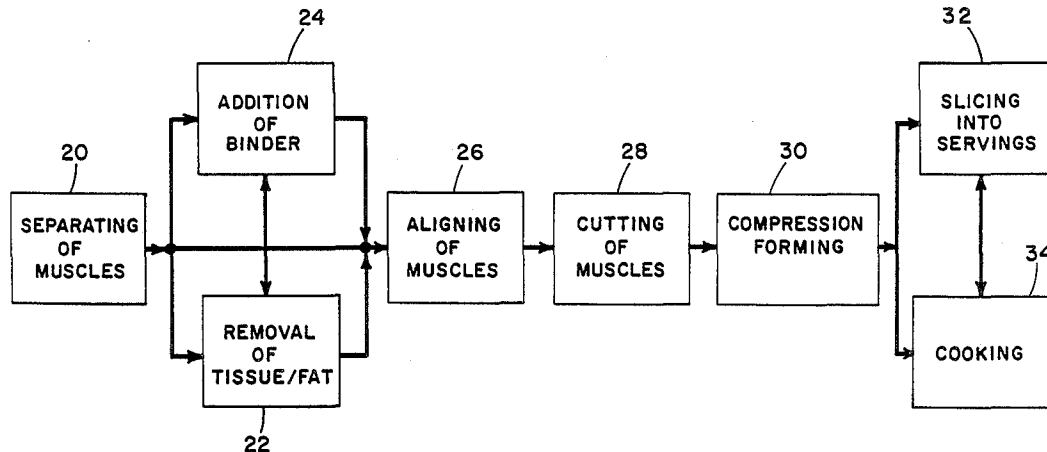 24
ADDITION
OF
BINDER
20
SEPARATING
OF
MUSCLES
REMOVAL
OF
TISSUE/FAT
22
26
ALIGNING
OF
MUSCLES
28
CUTTING
OF
MUSCLES
30
COMPRESSION
FORMING
32
SLICING
INTO
SERVINGS
34
COOKING